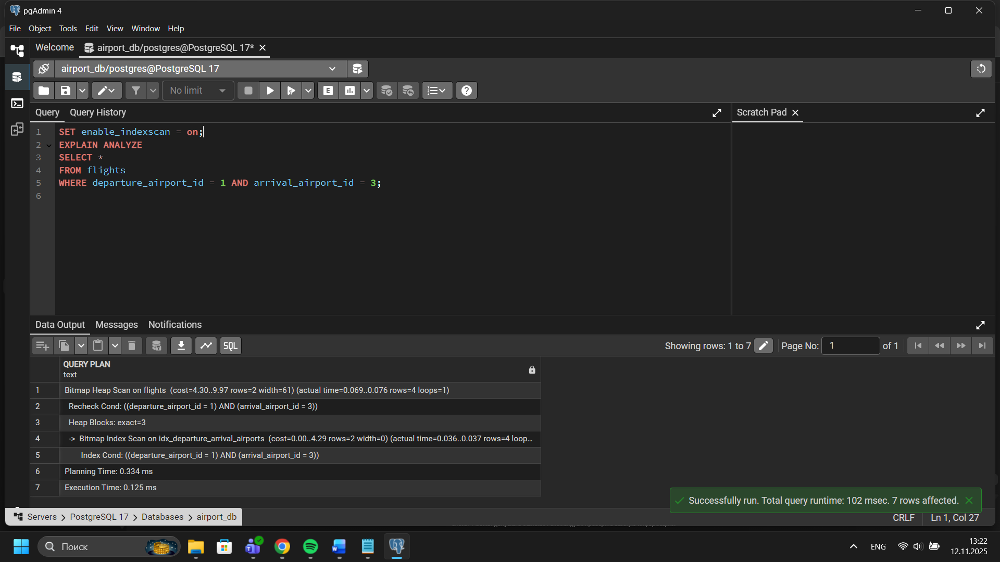 pgAdmin 4
File Object Tools Edit View Window Help
Welcome airport_db/postgres@PostgreSQL 17*
airport_db/postgres@PostgreSQL 17
No limit
E
Query Query History
Scratch Pad
1 SET enable_indexscan = on;
2 EXPLAIN ANALYZE
3 SELECT *
4 FROM flights
5 WHERE departure_airport_id = 1 AND arrival_airport_id = 3;
6
Data Output Messages Notifications
SQL
Showing rows: 1 to 7 Page No: 1 of 1
QUERY PLAN
text
1 Bitmap Heap Scan on flights (cost=4.30..9.97 rows=2 width=61) (actual time=0.069..0.076 rows=4 loops=1)
2 Recheck Cond: ((departure_airport_id = 1) AND (arrival_airport_id = 3))
3 Heap Blocks: exact=3
4 -> Bitmap Index Scan on idx_departure_arrival_airports (cost=0.00..4.29 rows=2 width=0) (actual time=0.036..0.037 rows=4 loop...
5 Index Cond: ((departure_airport_id = 1) AND (arrival_airport_id = 3))
6 Planning Time: 0.334 ms
7 Execution Time: 0.125 ms
Successfully run. Total query runtime: 102 msec. 7 rows affected.
Servers > PostgreSQL 17 > Databases > airport_db
CRLF Ln 1, Col 27
Поиск
ENG
13:22
12.11.2025